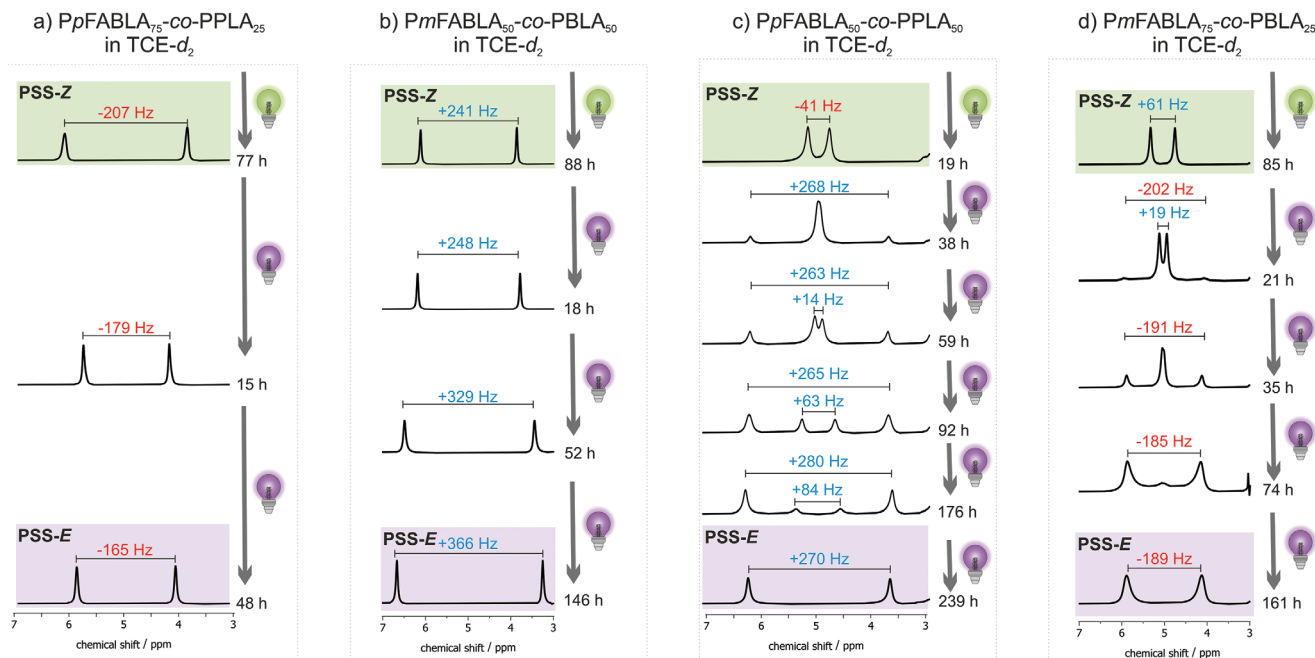 a) PpFABLA₇₅-co-PPLA₂₅
in TCE-d₂
PSS-Z
-207 Hz
77 h
-179 Hz
15 h
PSS-E
-165 Hz
48 h
7 6 5 4 3
chemical shift / ppm
b) PmFABLA₅₀-co-PBLA₅₀
in TCE-d₂
PSS-Z
+241 Hz
88 h
+248 Hz
18 h
+329 Hz
52 h
PSS-E
+366 Hz
146 h
7 6 5 4 3
chemical shift / ppm
c) PpFABLA₅₀-co-PPLA₅₀
in TCE-d₂
PSS-Z
-41 Hz
19 h
+268 Hz
38 h
+263 Hz
+14 Hz
59 h
+265 Hz
+63 Hz
92 h
+280 Hz
+84 Hz
176 h
PSS-E
+270 Hz
239 h
7 6 5 4 3
chemical shift / ppm
d) PmFABLA₇₅-co-PBLA₂₅
in TCE-d₂
PSS-Z
+61 Hz
85 h
-202 Hz
+19 Hz
21 h
-191 Hz
35 h
-185 Hz
74 h
PSS-E
-189 Hz
161 h
7 6 5 4 3
chemical shift / ppm